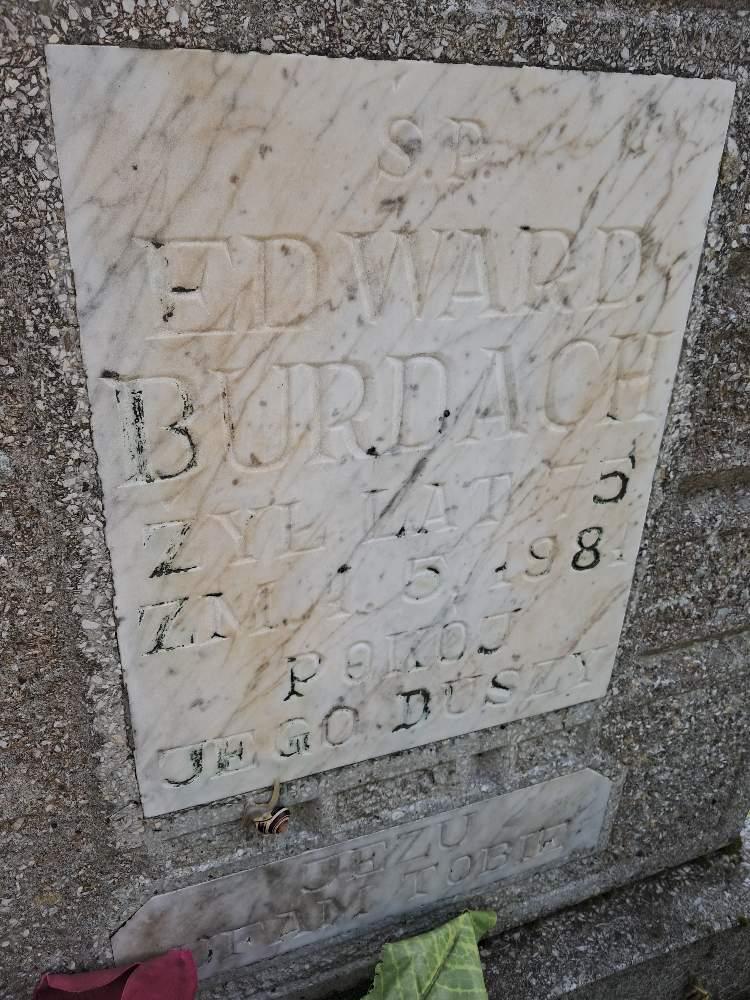 Ś.P.
EDWARD
BURDACH
ŻYŁ LAT 75
ZM. 1. 5. 1981
POKÓJ
JEGO DUSZY
JEZU
UFAM TOBIE